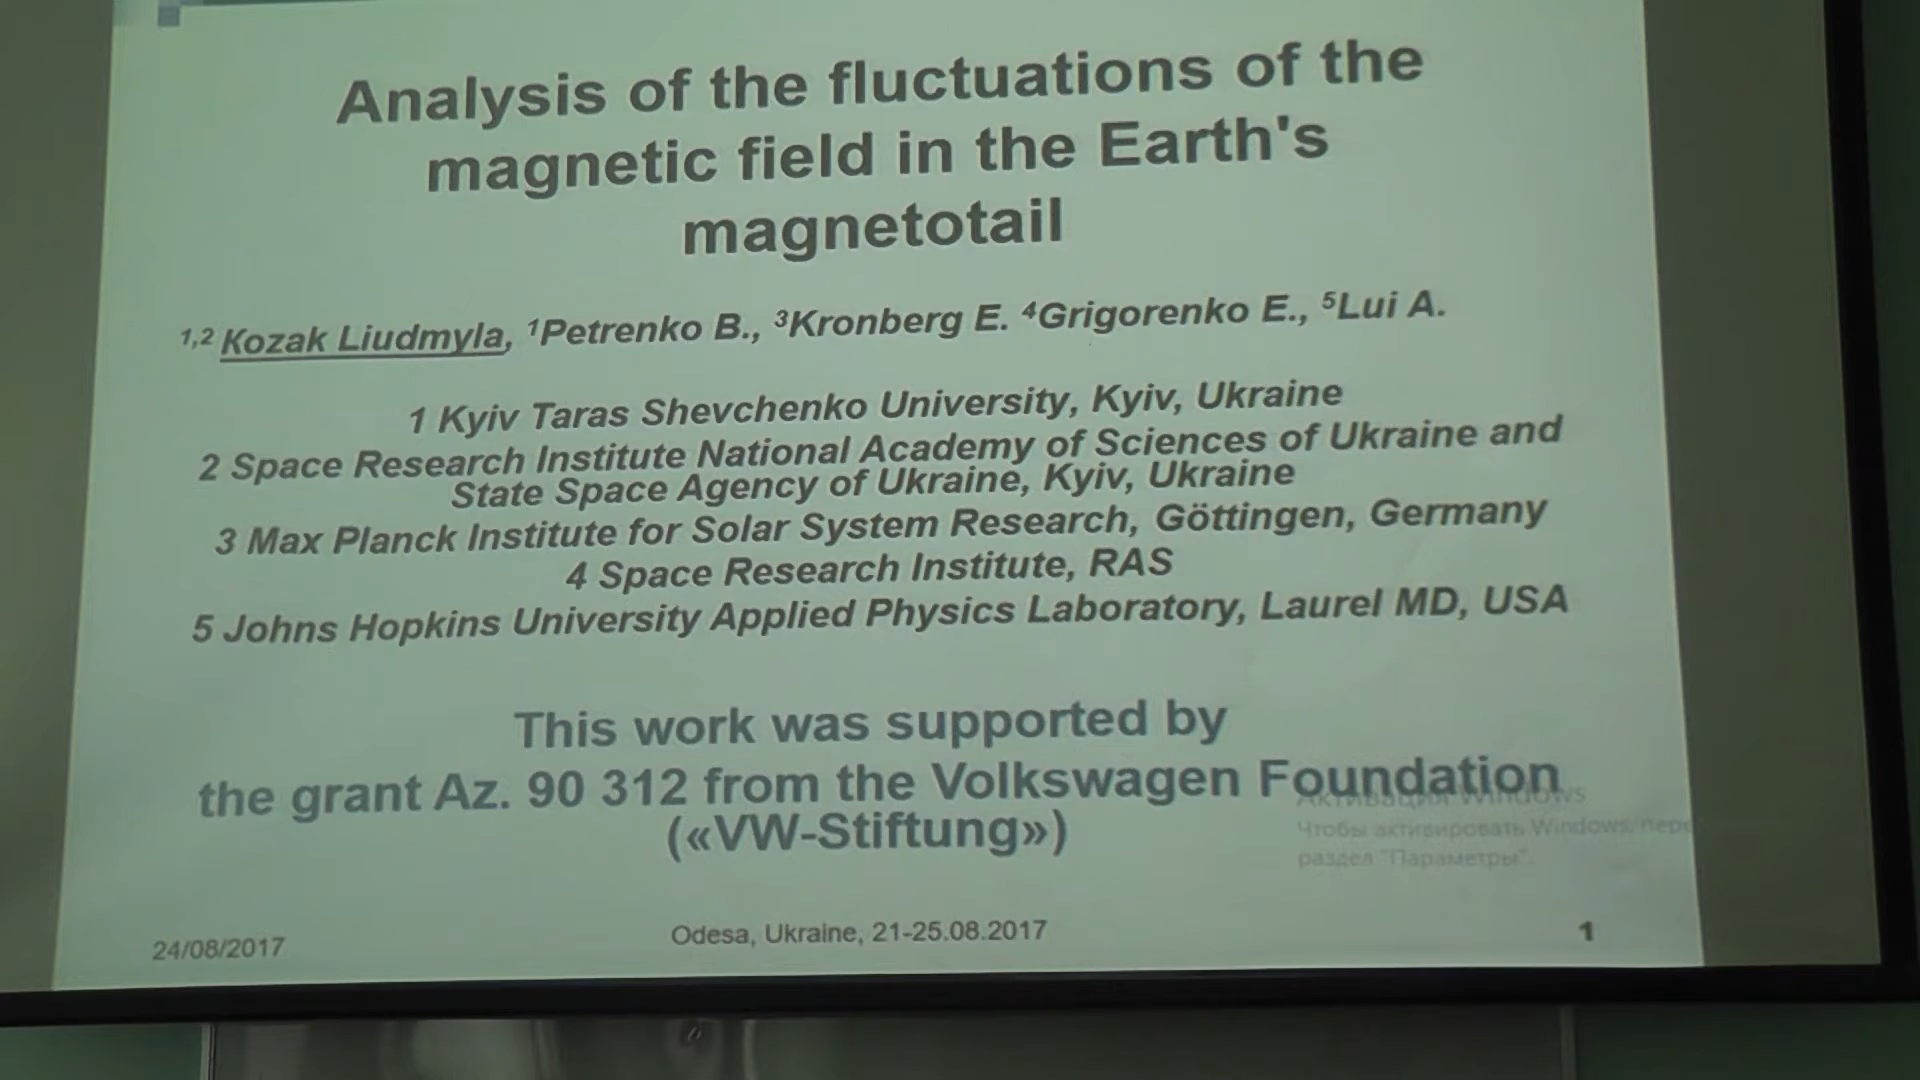 Analysis of the fluctuations of the
magnetic field in the Earth's
magnetotail
1,2 Kozak Liudmyla, 1Petrenko B., 3Kronberg E. 4Grigorenko E., 5Lui A.
1 Kyiv Taras Shevchenko University, Kyiv, Ukraine
2 Space Research Institute National Academy of Sciences of Ukraine and
State Space Agency of Ukraine, Kyiv, Ukraine
3 Max Planck Institute for Solar System Research, Göttingen, Germany
4 Space Research Institute, RAS
5 Johns Hopkins University Applied Physics Laboratory, Laurel MD, USA
This work was supported by
the grant Az. 90 312 from the Volkswagen Foundation
(«VW-Stiftung»)
Активация Windows
Чтобы активировать Windows,
раздел "Параметры".
24/08/2017 Odesa, Ukraine, 21-25.08.2017 1